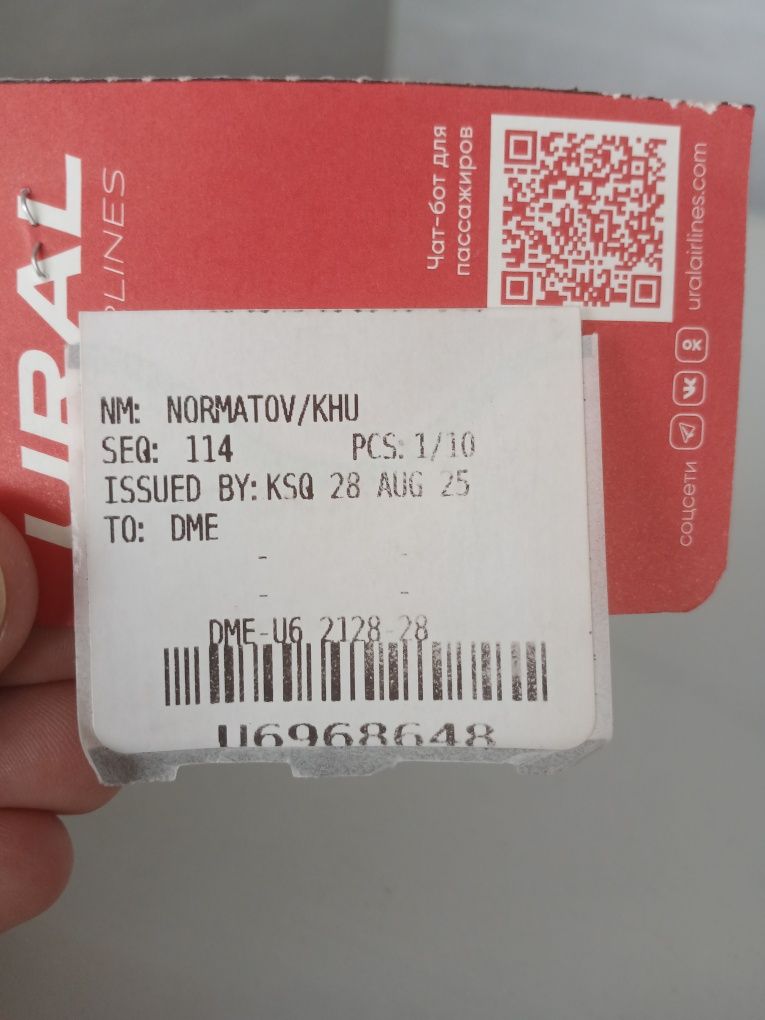 URAL
AIRLINES
Чат-бот для
пассажиров
uralairlines.com
соцсети
NM: NORMATOV/KHU
SEQ: 114 PCS: 1/10
ISSUED BY: KSQ 28 AUG 25
TO: DME
- -
- -
DME-U6 2128-28
U6968648